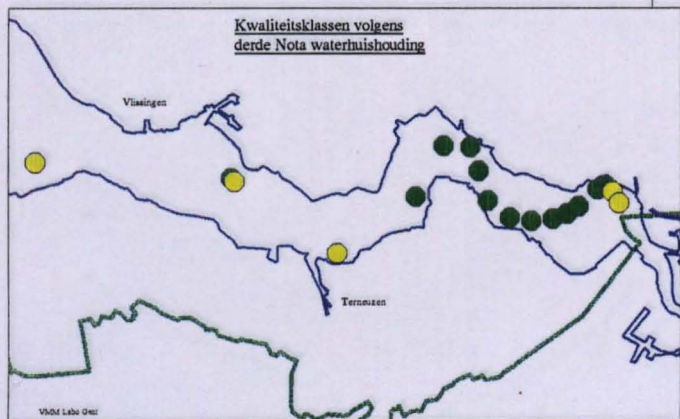 Kwaliteitsklassen volgens
derde Nota waterhuishouding
Vlissingen
Terneuzen
VMM Labo Gent